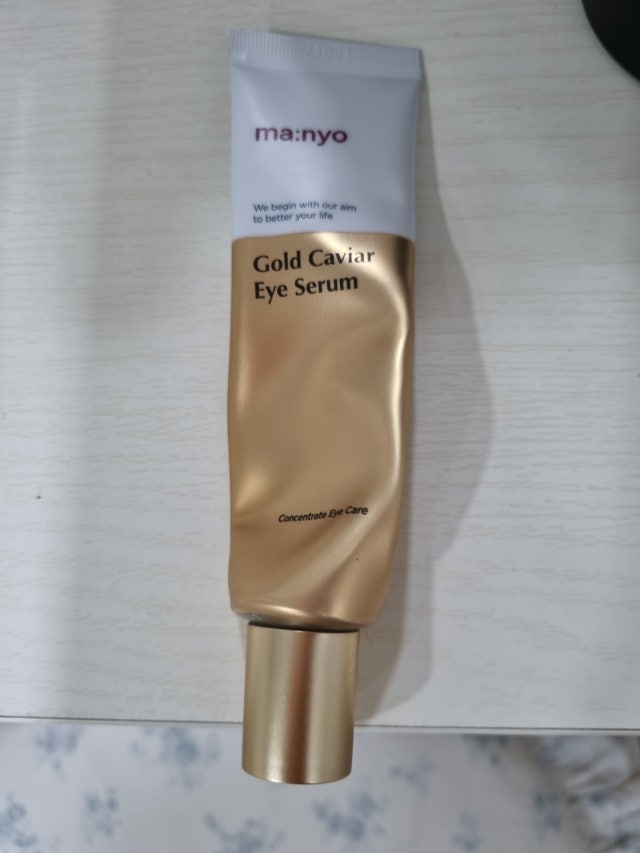 ma:nyo
We begin with our aim
to better your life
Gold Caviar
Eye Serum
Concentrate Eye Care